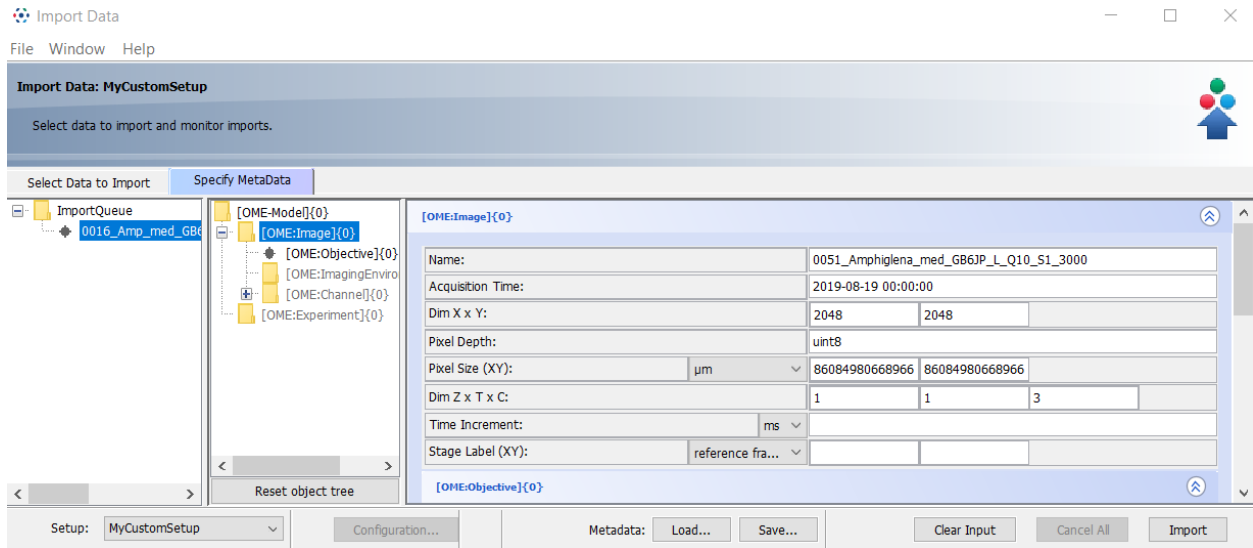 Import Data
File Window Help
Import Data: MyCustomSetup
Select data to import and monitor imports.
Select Data to Import Specify MetaData
ImportQueue
0016_Amp_med_GB6
[OME-Model]{0}
[OME:Image]{0}
[OME:Objective]{0}
[OME:ImagingEnviro
[OME:Channel]{0}
[OME:Experiment]{0}
Reset object tree
[OME:Image]{0}
Name: 0051_Amphiglena_med_GB6JP_L_Q10_S1_3000
Acquisition Time: 2019-08-19 00:00:00
Dim X x Y: 2048 2048
Pixel Depth: uint8
Pixel Size (XY): µm 86084980668966 86084980668966
Dim Z x T x C: 1 1 3
Time Increment: ms
Stage Label (XY): reference fra...
[OME:Objective]{0}
Setup: MyCustomSetup Configuration... Metadata: Load... Save... Clear Input Cancel All Import